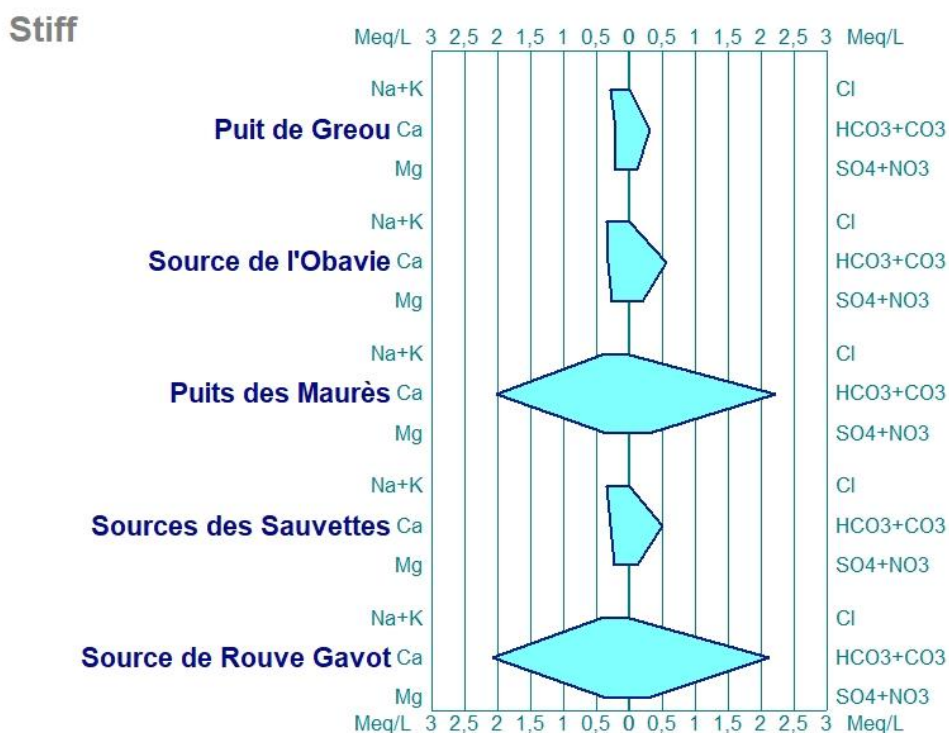 Stiff
Meq/L 3 2,5 2 1,5 1 0,5 0 0,5 1 1,5 2 2,5 3 Meq/L
Na+K Cl
Puit de Greou Ca HCO3+CO3
Mg SO4+NO3
Na+K Cl
Source de l'Obavie Ca HCO3+CO3
Mg SO4+NO3
Na+K Cl
Puits des Maurès Ca HCO3+CO3
Mg SO4+NO3
Na+K Cl
Sources des Sauvettes Ca HCO3+CO3
Mg SO4+NO3
Na+K Cl
Source de Rouve Gavot Ca HCO3+CO3
Mg SO4+NO3
Meq/L 3 2,5 2 1,5 1 0,5 0 0,5 1 1,5 2 2,5 3 Meq/L